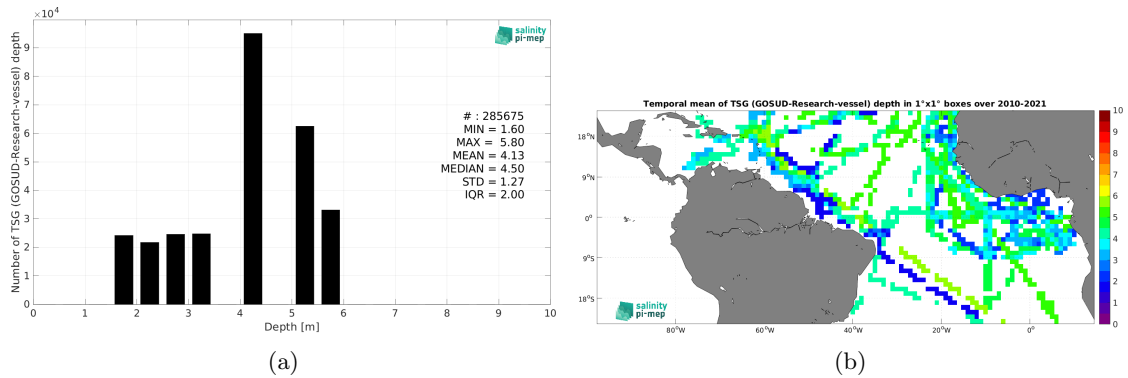 ×10⁴
9
8
7
6
5
4
3
2
1
0
Number of TSG (GOSUD-Research-vessel) depth
salinity
pi-mep
# : 285675
MIN = 1.60
MAX = 5.80
MEAN = 4.13
MEDIAN = 4.50
STD = 1.27
IQR = 2.00
0 1 2 3 4 5 6 7 8 9 10
Depth [m]
(a)
Temporal mean of TSG (GOSUD-Research-vessel) depth in 1°x1° boxes over 2010-2021
18°N
9°N
0°
9°S
18°S
80°W 60°W 40°W 20°W 0°
salinity
pi-mep
10
9
8
7
6
5
4
3
2
1
0
(b)